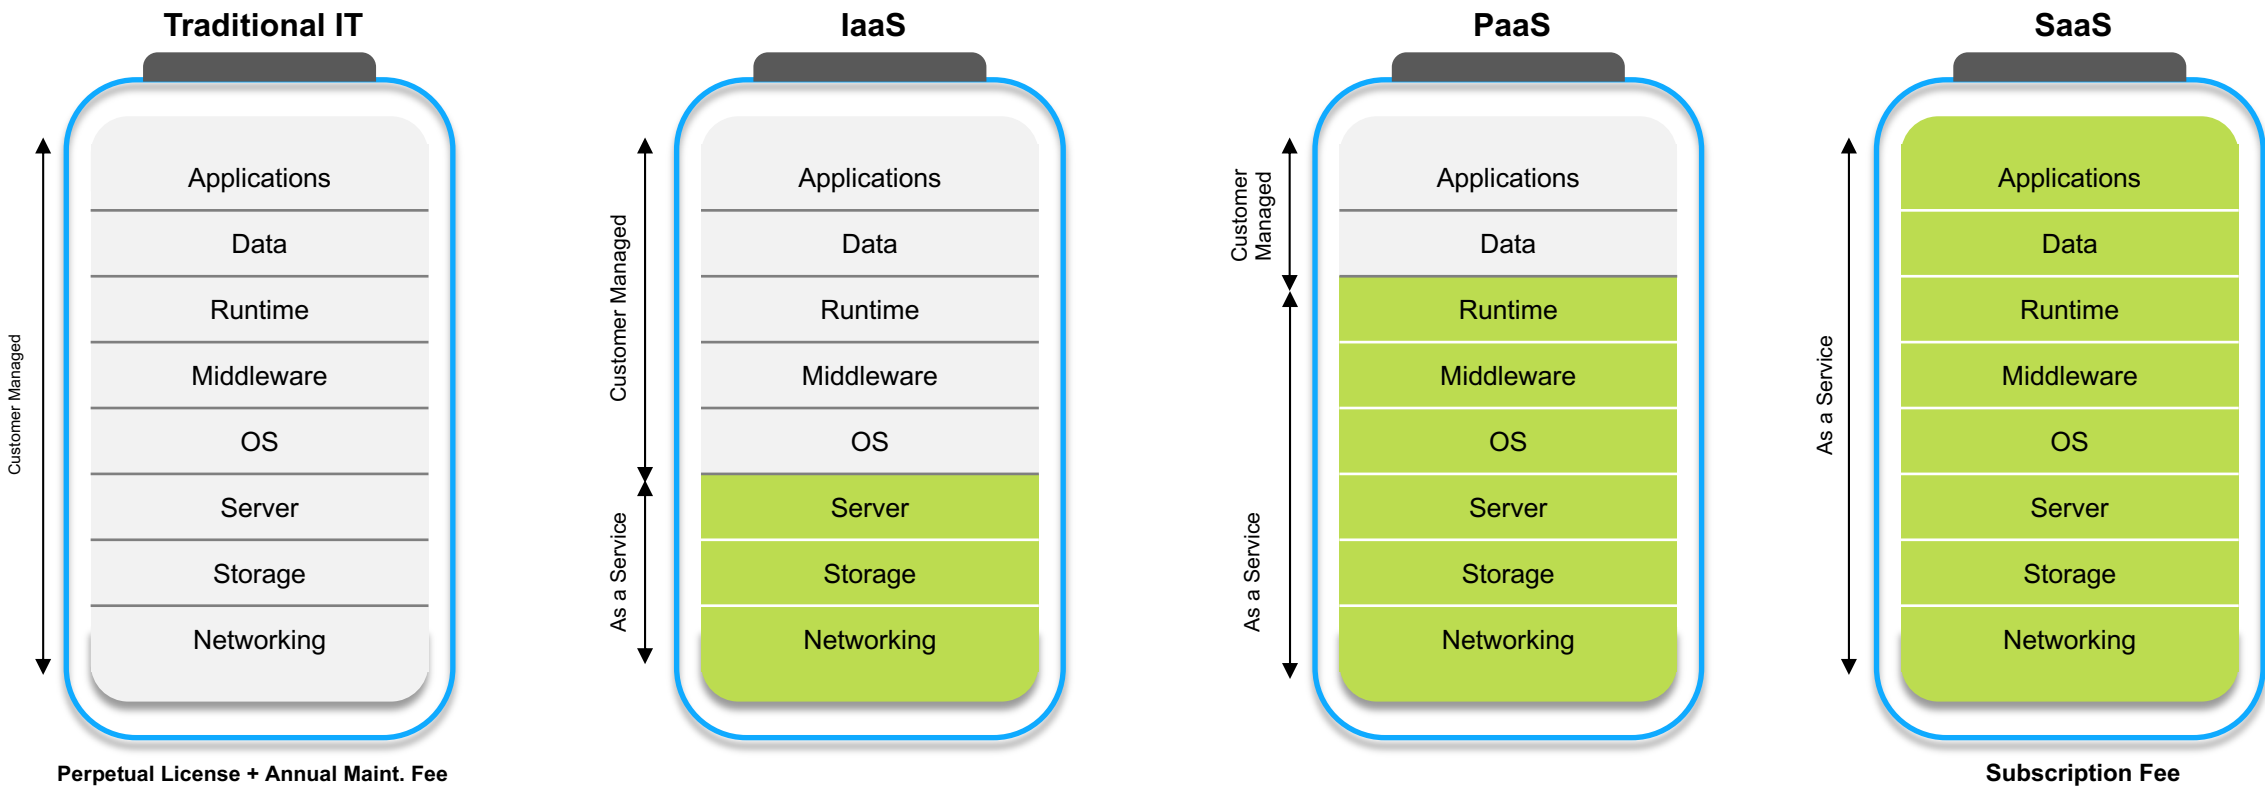 Traditional IT
Customer Managed
Applications
Data
Runtime
Middleware
OS
Server
Storage
Networking
Perpetual License + Annual Maint. Fee
IaaS
Customer Managed
As a Service
Applications
Data
Runtime
Middleware
OS
Server
Storage
Networking
PaaS
Customer
Managed
As a Service
Applications
Data
Runtime
Middleware
OS
Server
Storage
Networking
SaaS
As a Service
Applications
Data
Runtime
Middleware
OS
Server
Storage
Networking
Subscription Fee